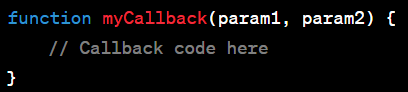 function myCallback(param1, param2) {
    // Callback code here
}